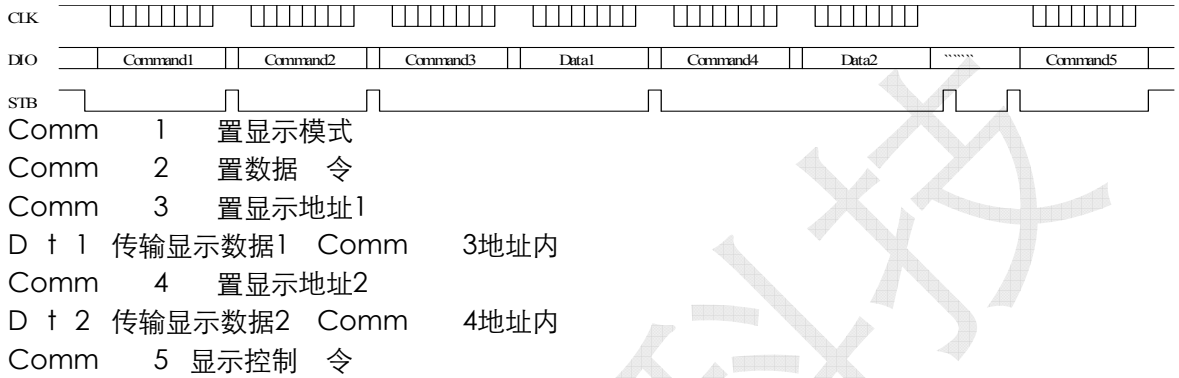 CLK
DIO Command1 Command2 Command3 Data1 Command4 Data2 ``````` Command5
STB
Comm 1 置显示模式
Comm 2 置数据 令
Comm 3 置显示地址1
D t 1 传输显示数据1 Comm 3地址内
Comm 4 置显示地址2
D t 2 传输显示数据2 Comm 4地址内
Comm 5 显示控制 令
科技